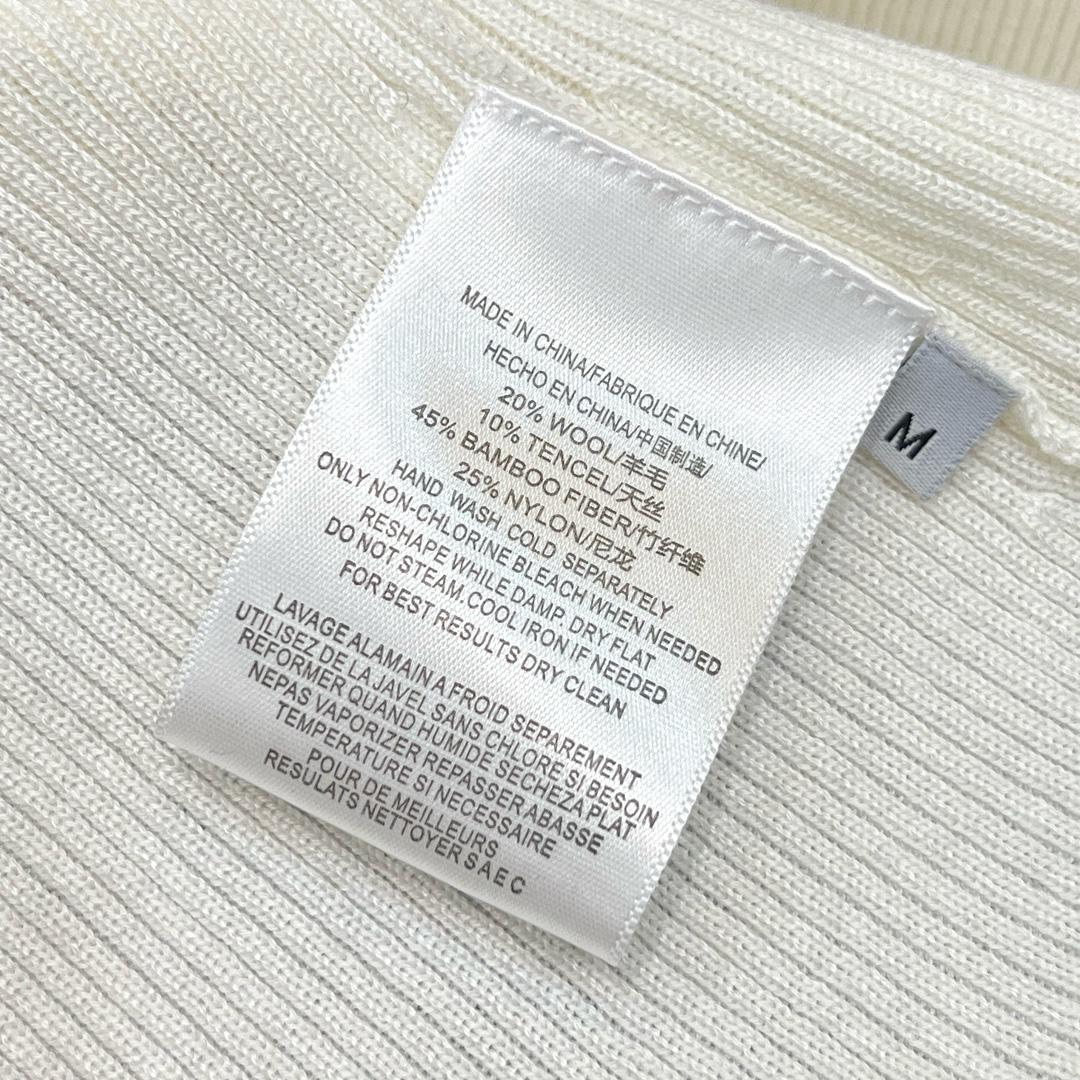 MADE IN CHINA/FABRIQUE EN CHINE/
HECHO EN CHINA/中国制造/
20% WOOL/羊毛
10% TENCEL/天丝
45% BAMBOO FIBER/竹纤维
25% NYLON/尼龙
HAND WASH COLD SEPARATELY
ONLY NON-CHLORINE BLEACH WHEN NEEDED
RESHAPE WHILE DAMP. DRY FLAT
DO NOT STEAM.COOL IRON IF NEEDED
FOR BEST RESULTS DRY CLEAN
LAVAGE ALAMAIN A FROID SEPAREMENT
UTILISEZ DE LA JAVEL SANS CHLORE SI BESOIN
REFORMER QUAND HUMIDE SECHEZA PLAT
NEPAS VAPORIZER REPASSER ABASSE
TEMPERATURE SI NECESSAIRE
POUR DE MEILLEURS
RESULATS NETTOYER S A E C
M